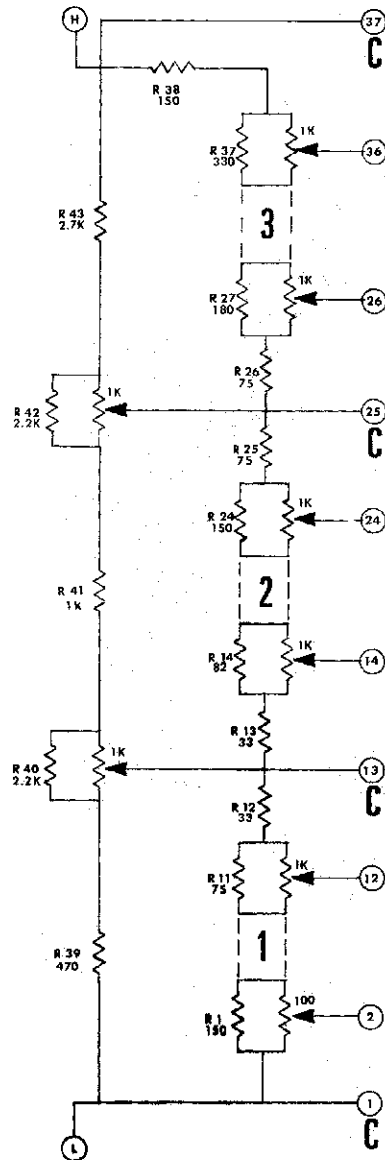 H
37
C
R 38
150
1K
R 37
330
36
3
R 43
2.7K
1K
R 27
180
26
R 26
75
1K
R 42
2.2K
25
C
R 25
75
1K
R 24
150
24
R 41
1K
2
1K
R 14
82
14
R 13
33
1K
R 40
2.2K
13
C
R 12
33
1K
R 11
75
12
R 39
470
1
100
R 1
150
2
1
L
C